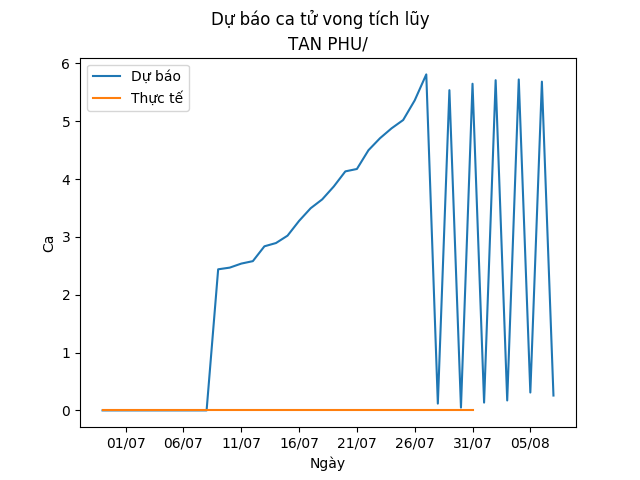 Dự báo ca tử vong tích lũy
TAN PHU/
Dự báo
Thực tế
6
5
4
3
2
1
0
Ca
01/07 06/07 11/07 16/07 21/07 26/07 31/07 05/08
Ngày